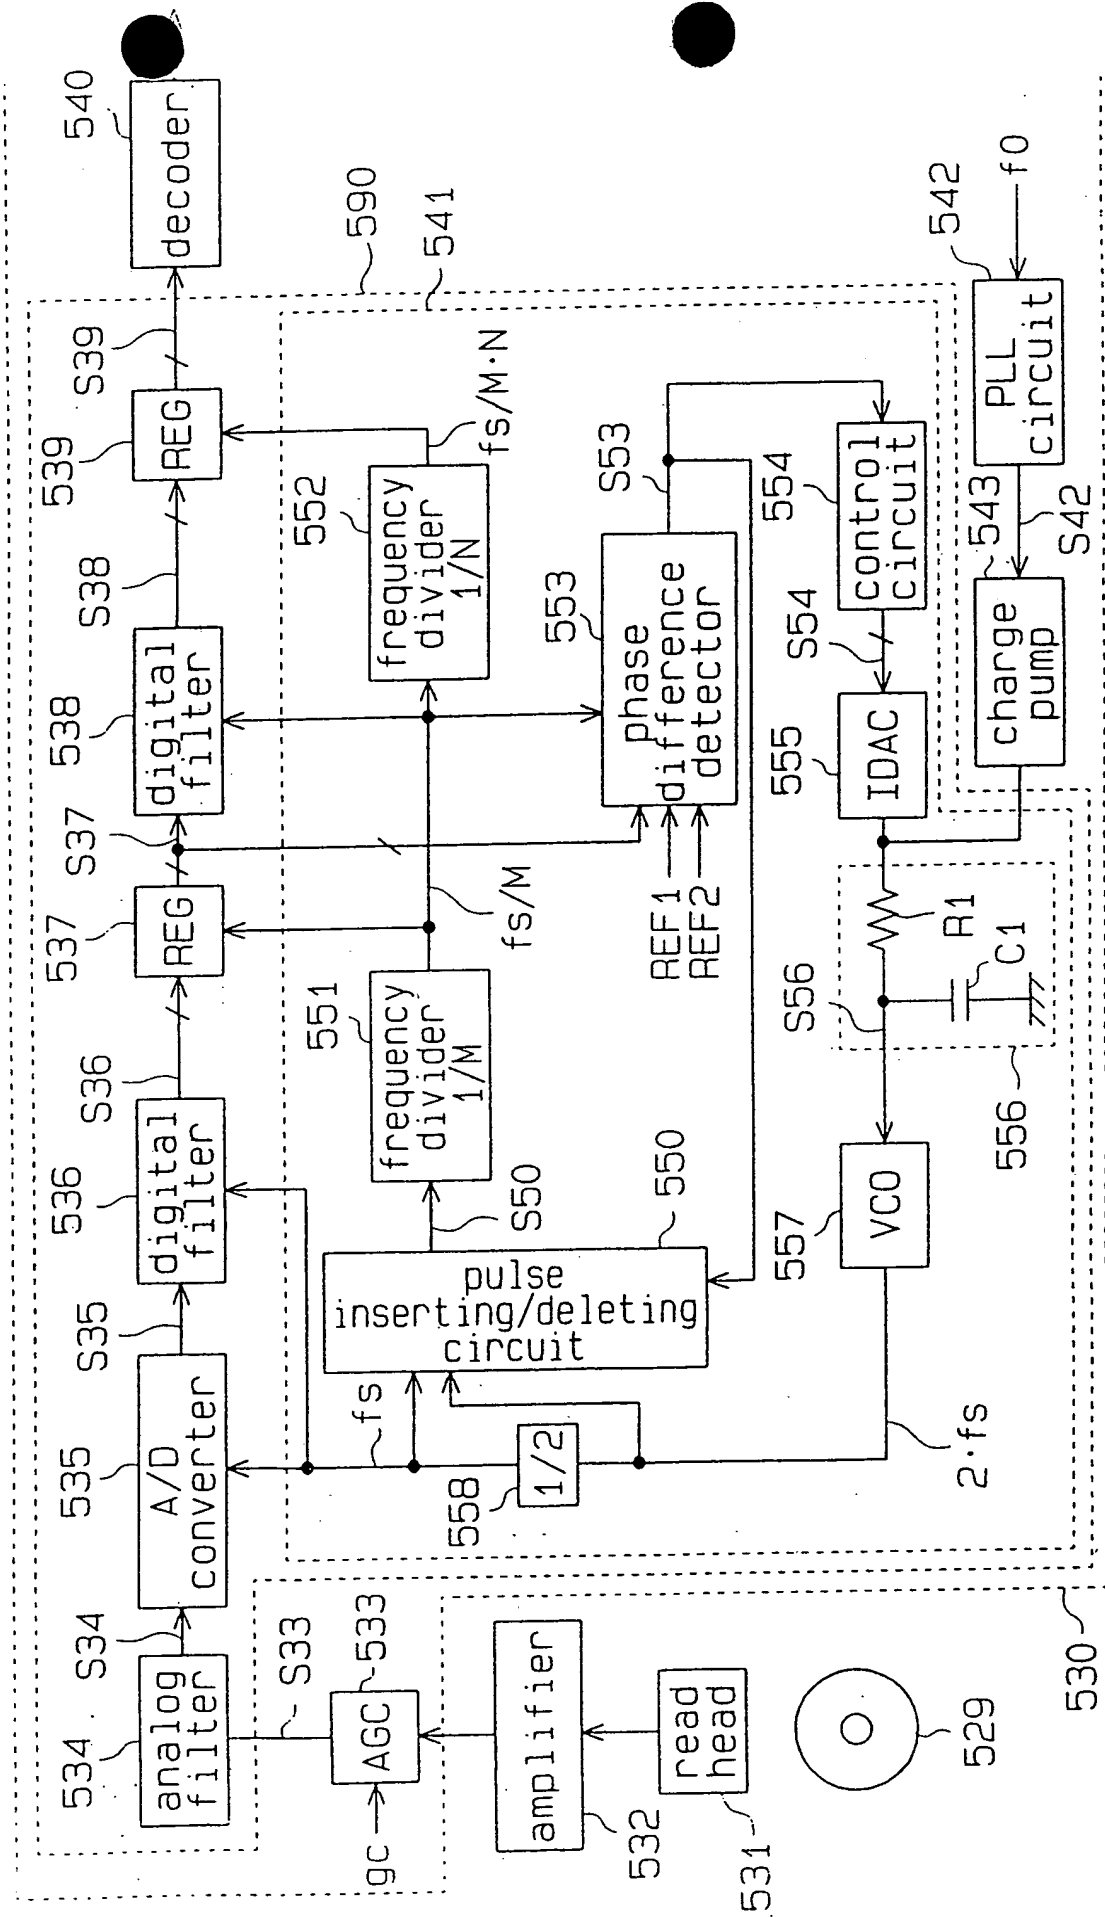 529
read
head
531
amplifier
532
gc
AGC
533
S33
530
analog
filter
534
S34
A/D
converter
535
S35
digital
filter
536
S36
REG
537
S37
digital
filter
538
S38
REG
539
S39
decoder
540
590
541
fs
1/2
558
2·fs
pulse
inserting/deleting
circuit
550
S50
frequency
divider
1/M
551
fs/M
frequency
divider
1/N
552
fs/M·N
REF1
REF2
phase
difference
detector
553
S53
control
circuit
554
S54
IDAC
555
R1
C1
S56
556
VCO
557
charge
pump
543
S42
PLL
circuit
542
f0